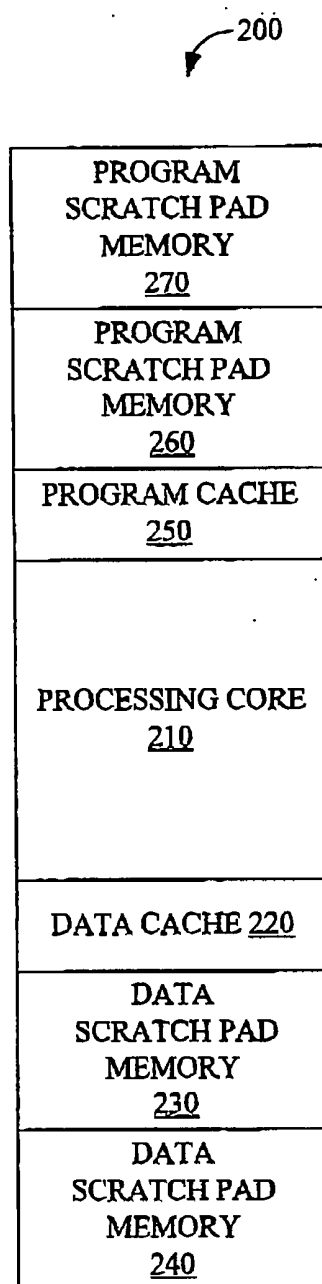 200
PROGRAM
SCRATCH PAD
MEMORY
270
PROGRAM
SCRATCH PAD
MEMORY
260
PROGRAM CACHE
250
PROCESSING CORE
210
DATA CACHE 220
DATA
SCRATCH PAD
MEMORY
230
DATA
SCRATCH PAD
MEMORY
240